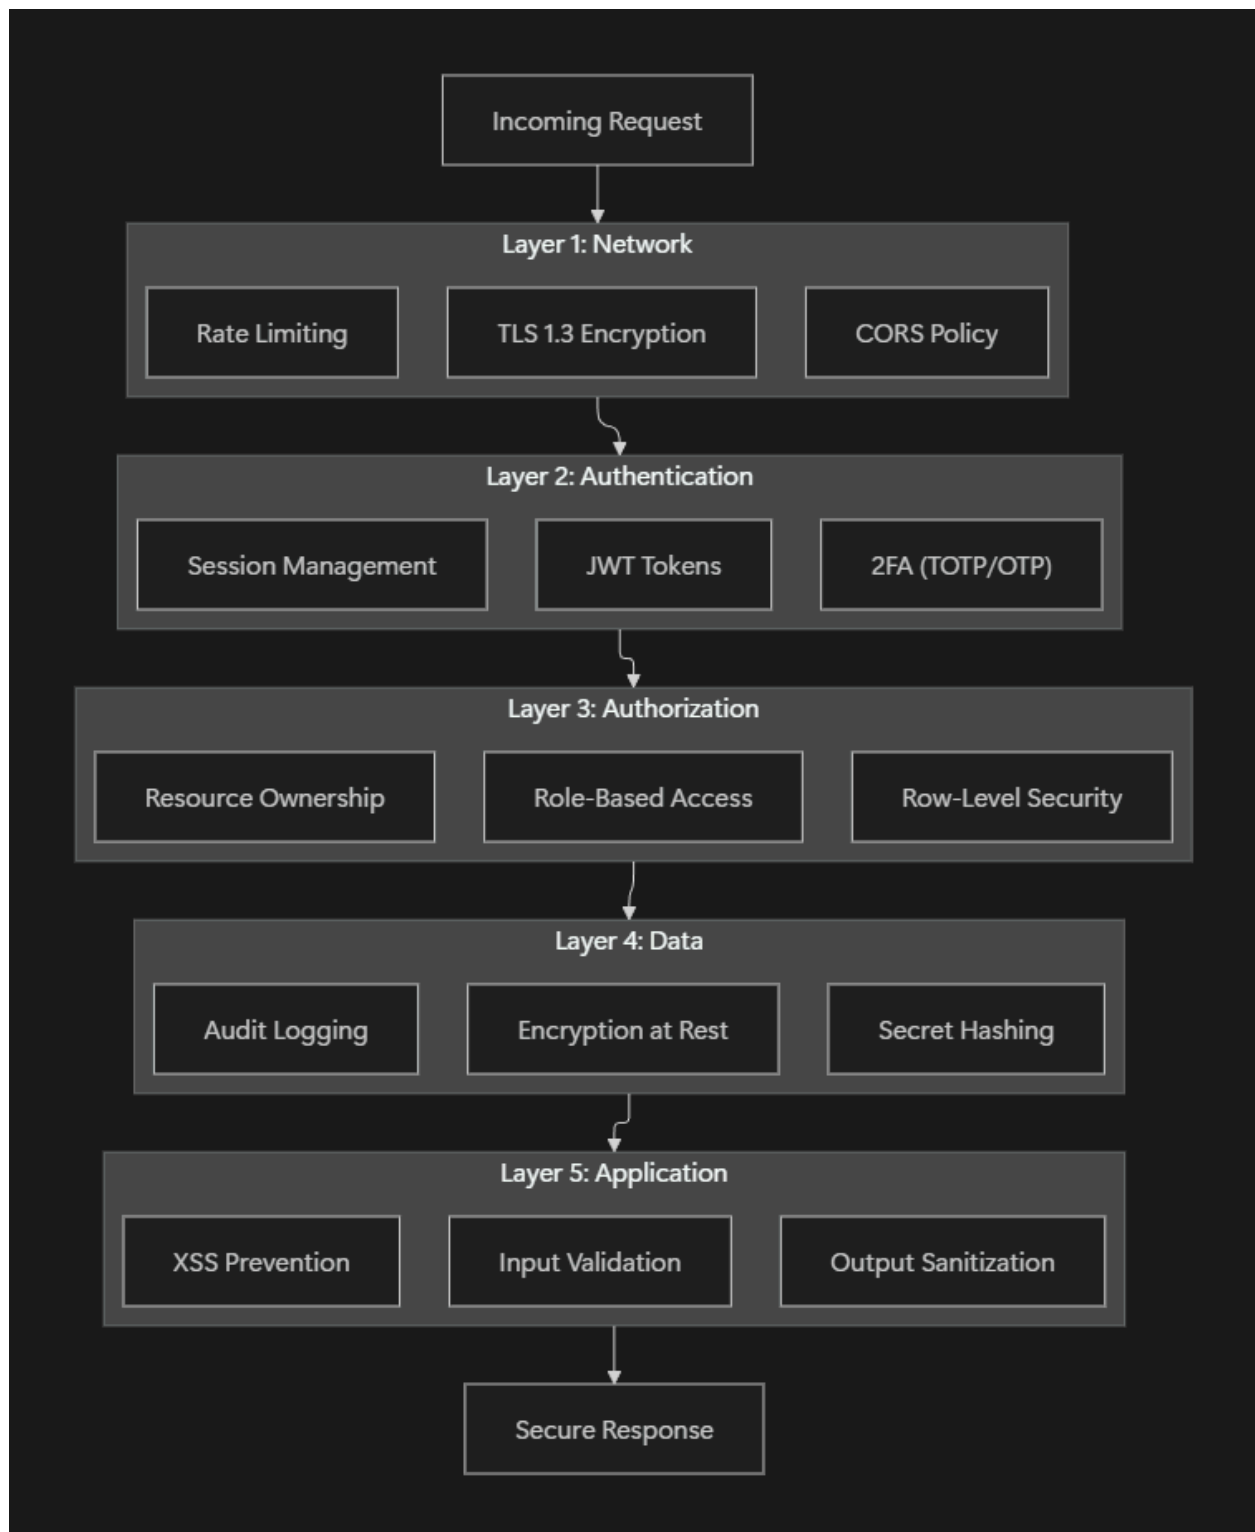 Incoming Request
Layer 1: Network
Rate Limiting
TLS 1.3 Encryption
CORS Policy
Layer 2: Authentication
Session Management
JWT Tokens
2FA (TOTP/OTP)
Layer 3: Authorization
Resource Ownership
Role-Based Access
Row-Level Security
Layer 4: Data
Audit Logging
Encryption at Rest
Secret Hashing
Layer 5: Application
XSS Prevention
Input Validation
Output Sanitization
Secure Response